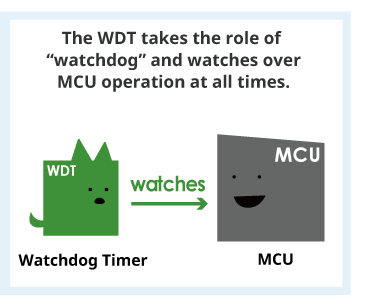 The WDT takes the role of
“watchdog” and watches over
MCU operation at all times.
WDT
watches
MCU
Watchdog Timer
MCU